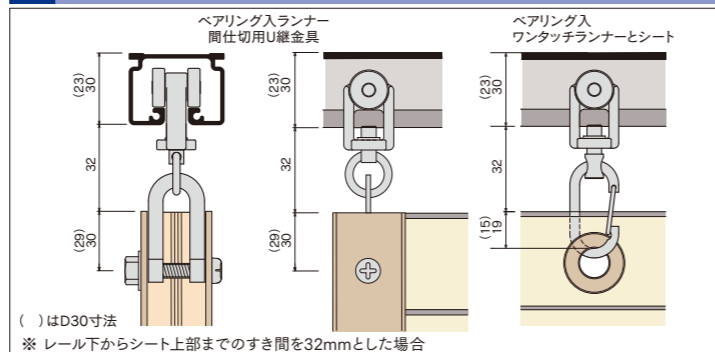 ベアリング入ランナー
間仕切用U継金具
ベアリング入
ワンタッチランナーとシート
(23)
30
32
(29)
30
(23)
30
32
(29)
30
(23)
30
32
(15)
19
( )はD30寸法
※ レール下からシート上部までのすき間を32mmとした場合